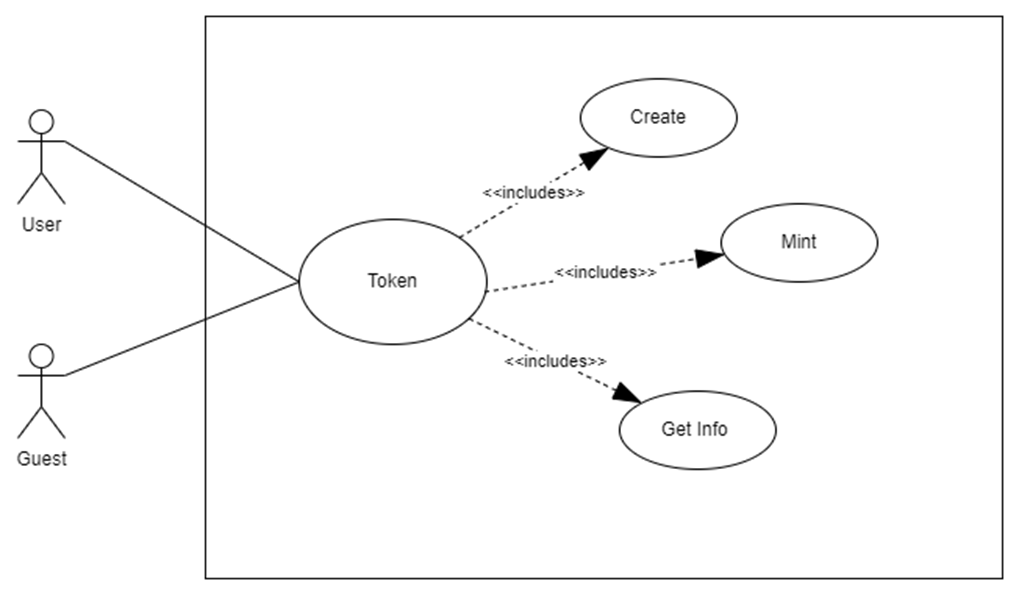 Create
<<includes>>
User
Mint
<<includes>>
Token
<<includes>>
Get Info
Guest